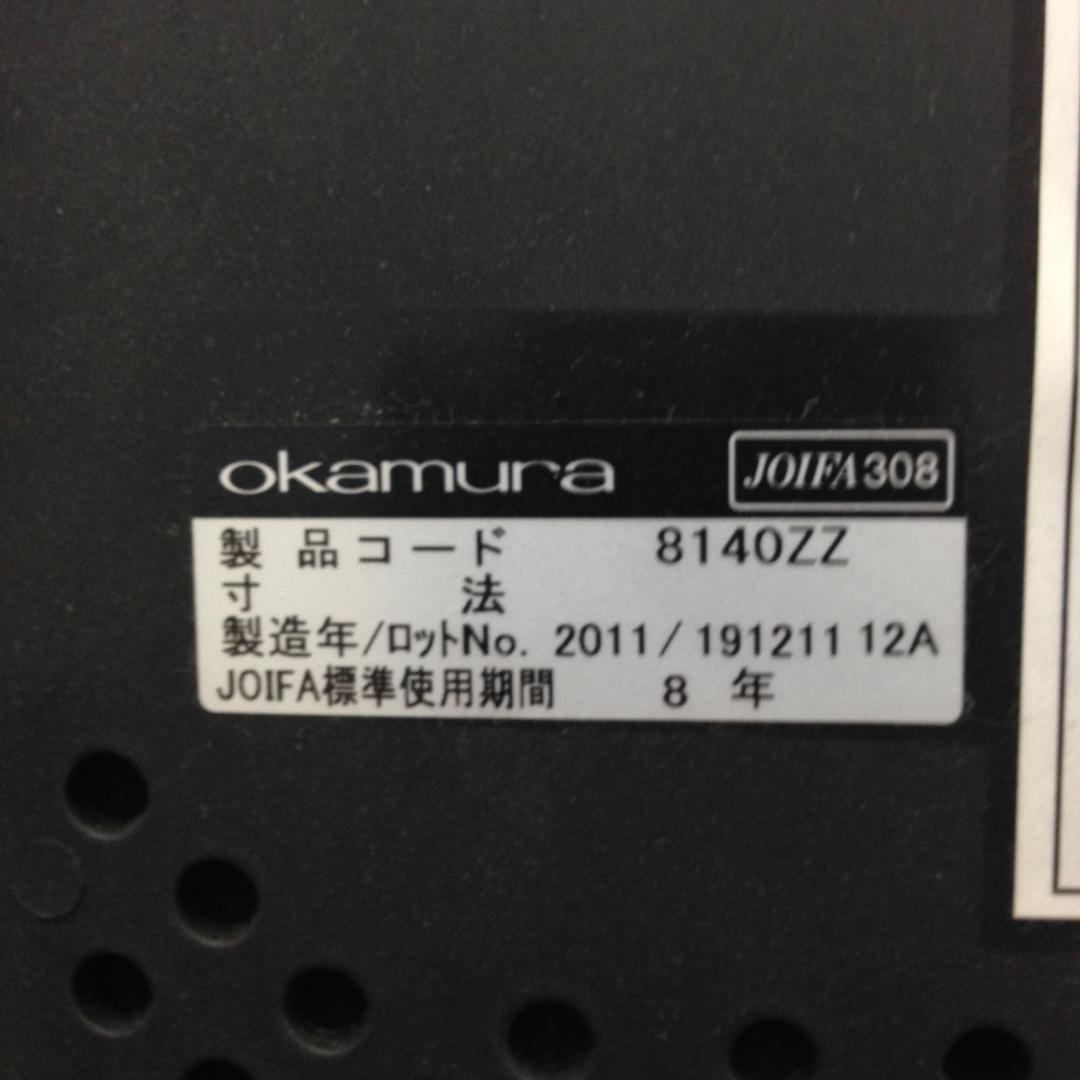 okamura JOIFA308
製品コード 8140ZZ
寸法
製造年/ロットNo. 2011/191211 12A
JOIFA標準使用期間 8 年